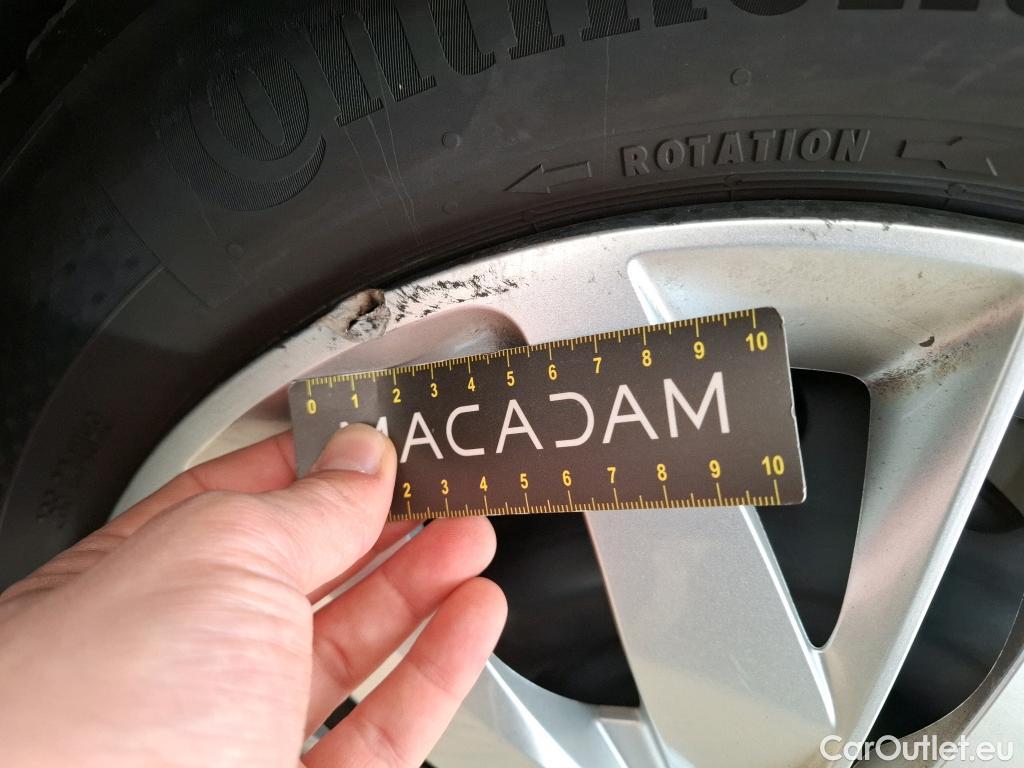 Continen
ROTATION
0 1 2 3 4 5 6 7 8 9 10
MACADAM
2 3 4 5 6 7 8 9 10
CarOutlet.eu